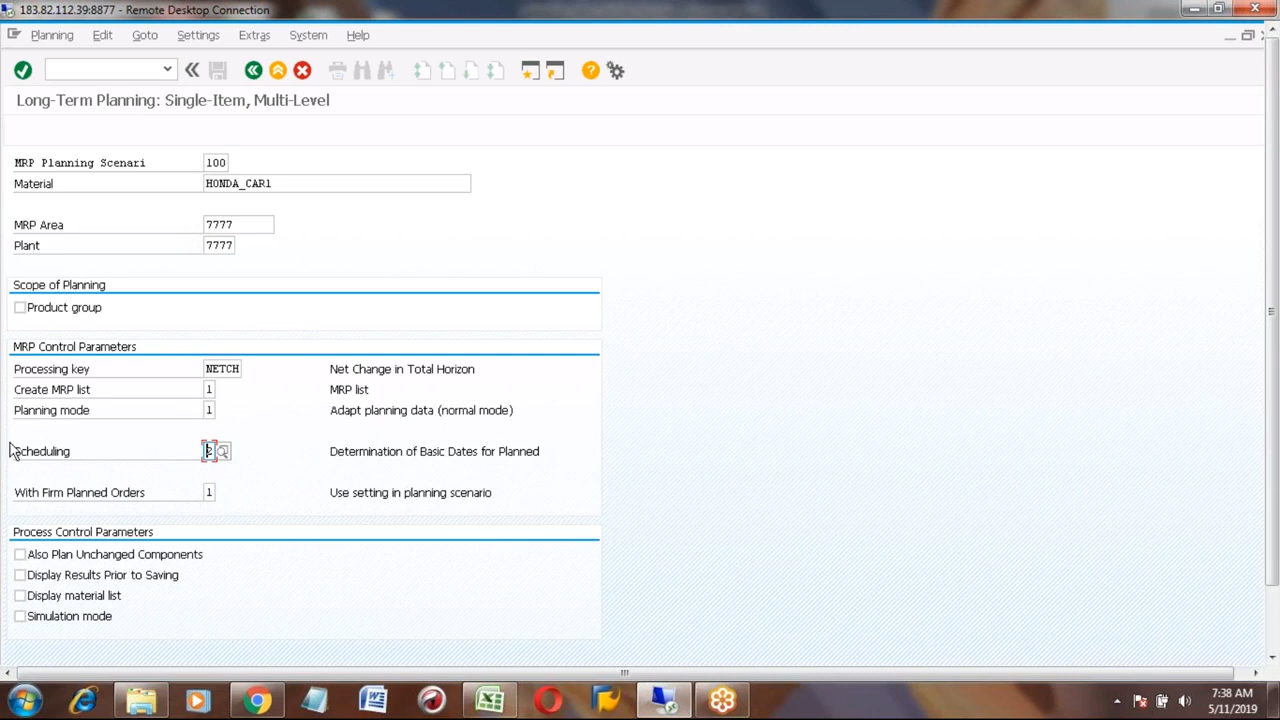 183.82.112.39:8877 - Remote Desktop Connection
Planning Edit Goto Settings Extras System Help
Long-Term Planning: Single-Item, Multi-Level
MRP Planning Scenari 100
Material HONDA_CAR1
MRP Area 7777
Plant 7777
Scope of Planning
Product group
MRP Control Parameters
Processing key NETCH Net Change in Total Horizon
Create MRP list 1 MRP list
Planning mode 1 Adapt planning data (normal mode)
Scheduling 2 Determination of Basic Dates for Planned
With Firm Planned Orders 1 Use setting in planning scenario
Process Control Parameters
Also Plan Unchanged Components
Display Results Prior to Saving
Display material list
Simulation mode
7:38 AM
5/11/2019